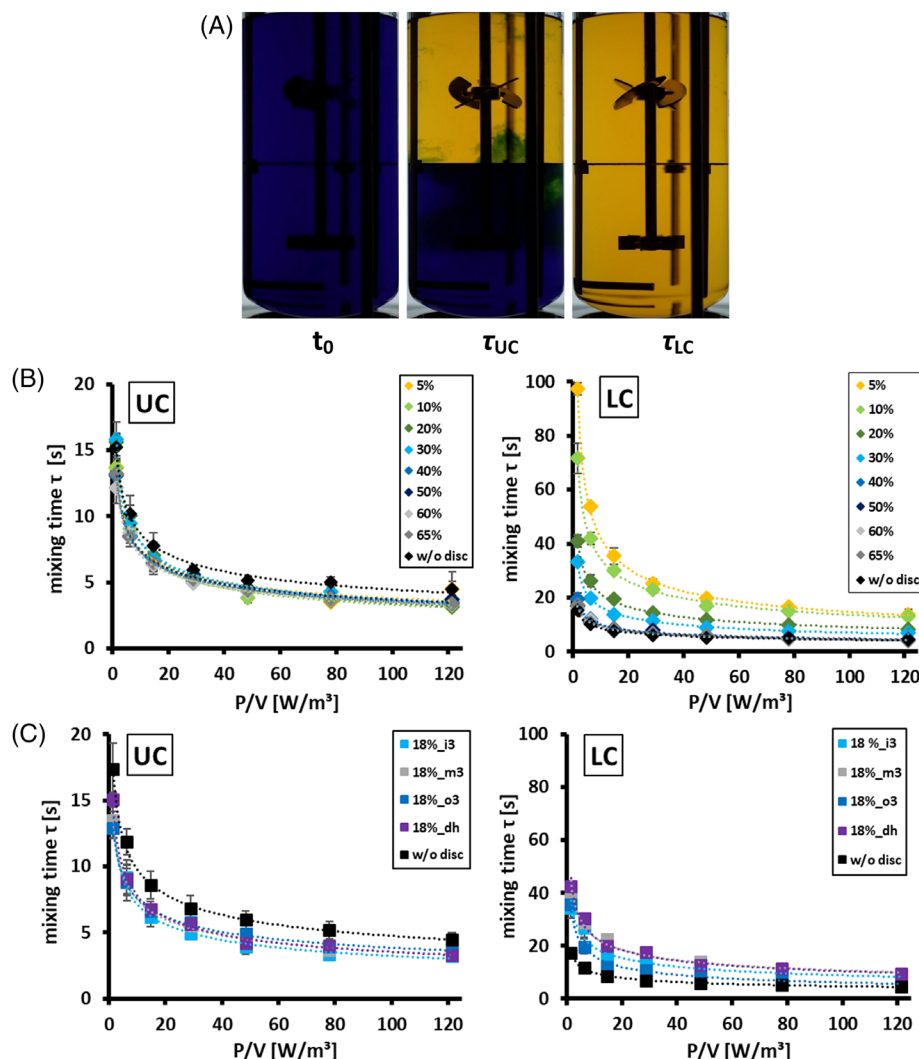 (A)
t₀ τUC τLC
(B)
UC
mixing time τ [s]
20
15
10
5
0
0 20 40 60 80 100 120
P/V [W/m³]
5%
10%
20%
30%
40%
50%
60%
65%
w/o disc
LC
mixing time τ [s]
100
80
60
40
20
0
0 20 40 60 80 100 120
P/V [W/m³]
5%
10%
20%
30%
40%
50%
60%
65%
w/o disc
(C)
UC
mixing time τ [s]
20
15
10
5
0
0 20 40 60 80 100 120
P/V [W/m³]
18%_i3
18%_m3
18%_o3
18%_dh
w/o disc
LC
mixing time τ [s]
100
80
60
40
20
0
0 20 40 60 80 100 120
P/V [W/m³]
18 %_i3
18%_m3
18%_o3
18%_dh
w/o disc